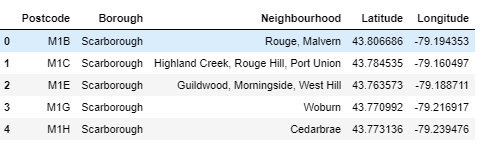 Postcode Borough Neighbourhood Latitude Longitude
0 M1B Scarborough Rouge, Malvern 43.806686 -79.194353
1 M1C Scarborough Highland Creek, Rouge Hill, Port Union 43.784535 -79.160497
2 M1E Scarborough Guildwood, Morningside, West Hill 43.763573 -79.188711
3 M1G Scarborough Woburn 43.770992 -79.216917
4 M1H Scarborough Cedarbrae 43.773136 -79.239476